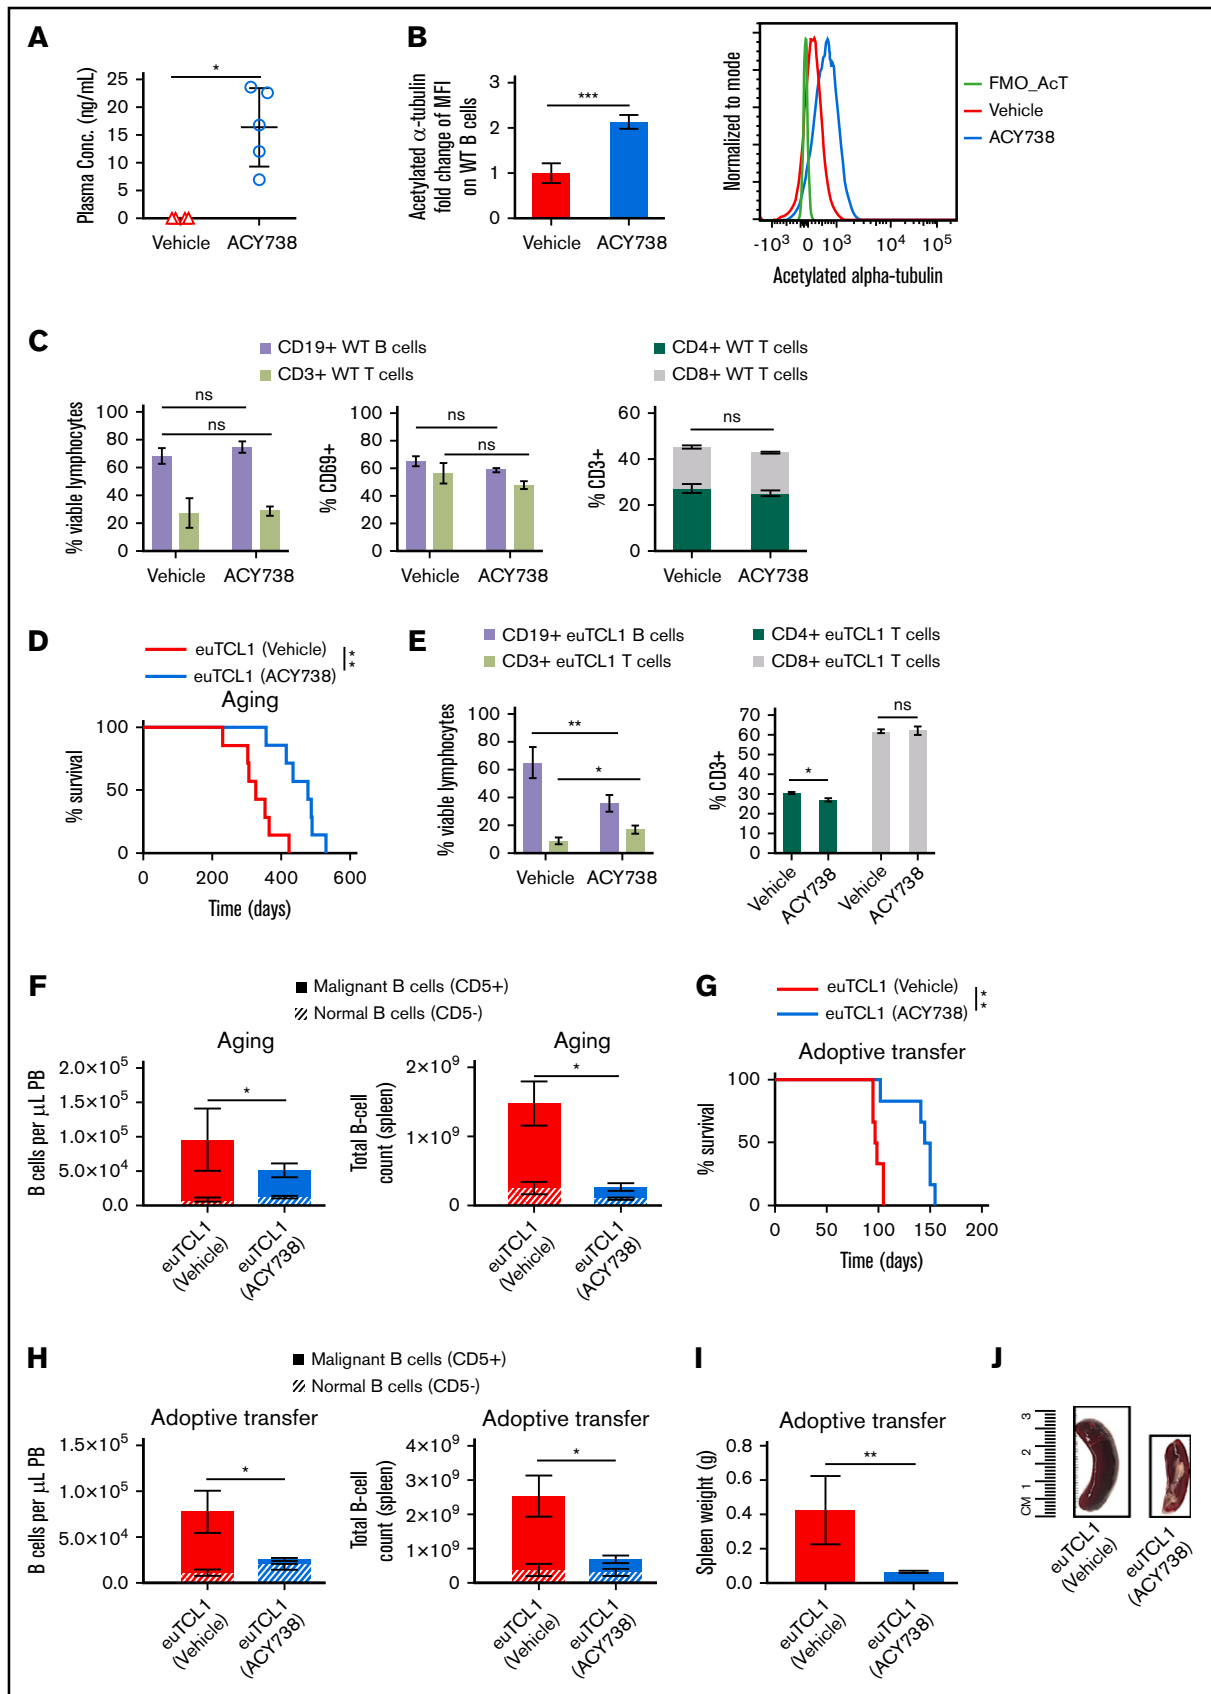 A
Plasma Conc. (ng/mL)
25
20
15
10
5
0
*
Vehicle
ACY738
B
Acetylated α-tubulin
fold change of MFI
on WT B cells
3
2
1
0
***
Vehicle
ACY738
Normalized to mode
-10³ 0 10³ 10⁴ 10⁵
Acetylated alpha-tubulin
FMO_AcT
Vehicle
ACY738
C
CD19+ WT B cells
CD3+ WT T cells
CD4+ WT T cells
CD8+ WT T cells
% viable lymphocytes
100
80
60
40
20
0
ns
ns
Vehicle
ACY738
% CD69+
100
80
60
40
20
0
ns
ns
Vehicle
ACY738
% CD3+
60
40
20
0
ns
Vehicle
ACY738
D
euTCL1 (Vehicle)
euTCL1 (ACY738)
**
Aging
% survival
100
50
0
0 200 400 600
Time (days)
E
CD19+ euTCL1 B cells
CD3+ euTCL1 T cells
CD4+ euTCL1 T cells
CD8+ euTCL1 T cells
% viable lymphocytes
100
80
60
40
20
0
**
*
Vehicle
ACY738
% CD3+
70
60
50
40
30
20
10
0
*
ns
Vehicle
ACY738
Vehicle
ACY738
F
Malignant B cells (CD5+)
Normal B cells (CD5-)
Aging
B cells per μL PB
2.0×10⁵
1.5×10⁵
1.0×10⁵
5.0×10⁴
0.0
*
euTCL1
(Vehicle)
euTCL1
(ACY738)
Aging
Total B-cell
count (spleen)
2×10⁹
1×10⁹
0
*
euTCL1
(Vehicle)
euTCL1
(ACY738)
G
euTCL1 (Vehicle)
euTCL1 (ACY738)
**
Adoptive transfer
% survival
100
50
0
0 50 100 150 200
Time (days)
H
Malignant B cells (CD5+)
Normal B cells (CD5-)
Adoptive transfer
B cells per μL PB
1.5×10⁵
1.0×10⁵
5.0×10⁴
0.0
*
euTCL1
(Vehicle)
euTCL1
(ACY738)
Adoptive transfer
Total B-cell
count (spleen)
4×10⁹
3×10⁹
2×10⁹
1×10⁹
0
*
euTCL1
(Vehicle)
euTCL1
(ACY738)
I
Adoptive transfer
Spleen weight (g)
0.8
0.6
0.4
0.2
0.0
**
euTCL1
(Vehicle)
euTCL1
(ACY738)
J
CM 1 2 3
euTCL1
(Vehicle)
euTCL1
(ACY738)